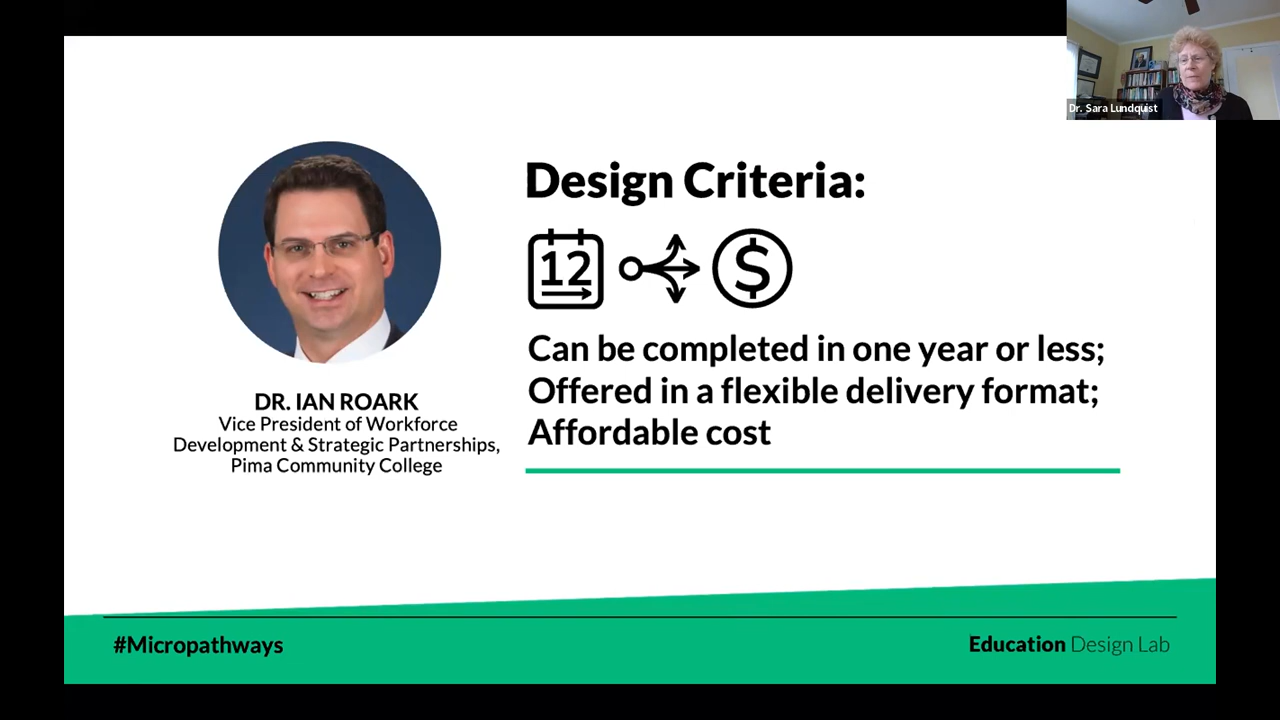 Dr. Sara Lundquist
Design Criteria:
12
$
Can be completed in one year or less;
Offered in a flexible delivery format;
Affordable cost
DR. IAN ROARK
Vice President of Workforce
Development & Strategic Partnerships,
Pima Community College
#Micropathways
Education Design Lab